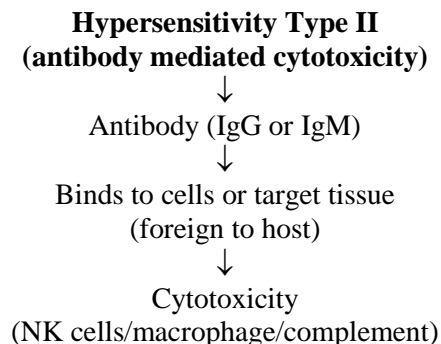 Hypersensitivity Type II
(antibody mediated cytotoxicity)
↓
Antibody (IgG or IgM)
↓
Binds to cells or target tissue
(foreign to host)
↓
Cytotoxicity
(NK cells/macrophage/complement)